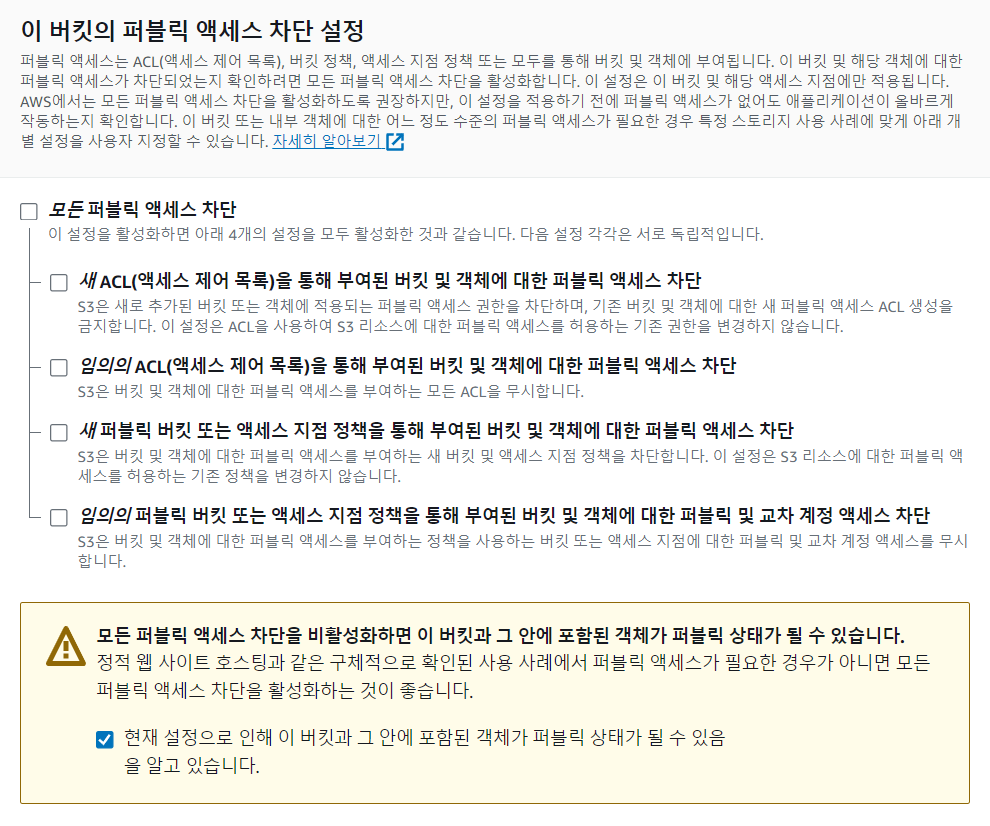 이 버킷의 퍼블릭 액세스 차단 설정
퍼블릭 액세스는 ACL(액세스 제어 목록), 버킷 정책, 액세스 지점 정책 또는 모두를 통해 버킷 및 객체에 부여됩니다. 이 버킷 및 해당 객체에 대한
퍼블릭 액세스가 차단되었는지 확인하려면 모든 퍼블릭 액세스 차단을 활성화합니다. 이 설정은 이 버킷 및 해당 액세스 지점에만 적용됩니다.
AWS에서는 모든 퍼블릭 액세스 차단을 활성화하도록 권장하지만, 이 설정을 적용하기 전에 퍼블릭 액세스가 없어도 애플리케이션이 올바르게
작동하는지 확인합니다. 이 버킷 또는 내부 객체에 대한 어느 정도 수준의 퍼블릭 액세스가 필요한 경우 특정 스토리지 사용 사례에 맞게 아래 개
별 설정을 사용자 지정할 수 있습니다. 자세히 알아보기
모든 퍼블릭 액세스 차단
이 설정을 활성화하면 아래 4개의 설정을 모두 활성화한 것과 같습니다. 다음 설정 각각은 서로 독립적입니다.
새 ACL(액세스 제어 목록)을 통해 부여된 버킷 및 객체에 대한 퍼블릭 액세스 차단
S3은 새로 추가된 버킷 또는 객체에 적용되는 퍼블릭 액세스 권한을 차단하며, 기존 버킷 및 객체에 대한 새 퍼블릭 액세스 ACL 생성을
금지합니다. 이 설정은 ACL을 사용하여 S3 리소스에 대한 퍼블릭 액세스를 허용하는 기존 권한을 변경하지 않습니다.
임의의 ACL(액세스 제어 목록)을 통해 부여된 버킷 및 객체에 대한 퍼블릭 액세스 차단
S3은 버킷 및 객체에 대한 퍼블릭 액세스를 부여하는 모든 ACL을 무시합니다.
새 퍼블릭 버킷 또는 액세스 지점 정책을 통해 부여된 버킷 및 객체에 대한 퍼블릭 액세스 차단
S3은 버킷 및 객체에 대한 퍼블릭 액세스를 부여하는 새 버킷 및 액세스 지점 정책을 차단합니다. 이 설정은 S3 리소스에 대한 퍼블릭 액
세스를 허용하는 기존 정책을 변경하지 않습니다.
임의의 퍼블릭 버킷 또는 액세스 지점 정책을 통해 부여된 버킷 및 객체에 대한 퍼블릭 및 교차 계정 액세스 차단
S3은 버킷 및 객체에 대한 퍼블릭 액세스를 부여하는 정책을 사용하는 버킷 또는 액세스 지점에 대한 퍼블릭 및 교차 계정 액세스를 무시
합니다.
모든 퍼블릭 액세스 차단을 비활성화하면 이 버킷과 그 안에 포함된 객체가 퍼블릭 상태가 될 수 있습니다.
정적 웹 사이트 호스팅과 같은 구체적으로 확인된 사용 사례에서 퍼블릭 액세스가 필요한 경우가 아니면 모든
퍼블릭 액세스 차단을 활성화하는 것이 좋습니다.
현재 설정으로 인해 이 버킷과 그 안에 포함된 객체가 퍼블릭 상태가 될 수 있음
을 알고 있습니다.